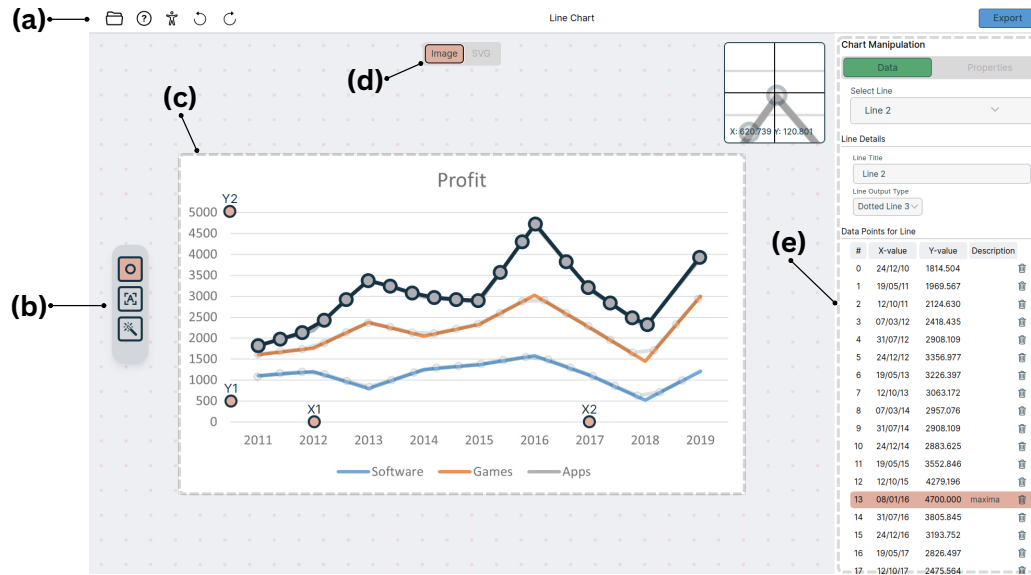 (a)
Line Chart
Export
(d)
Image
SVG
X: 620.739 Y: 120.801
Chart Manipulation
Data
Properties
Select Line
Line 2
Line Details
Line Title
Line 2
Line Output Type
Dotted Line 3
Data Points for Line
# X-value Y-value Description
0 24/12/10 1814.504
1 19/05/11 1969.567
2 12/10/11 2124.630
3 07/03/12 2418.435
4 31/07/12 2908.109
5 24/12/12 3356.977
6 19/05/13 3226.397
7 12/10/13 3063.172
8 07/03/14 2957.076
9 31/07/14 2908.109
10 24/12/14 2883.625
11 19/05/15 3552.846
12 12/10/15 4279.196
13 08/01/16 4700.000 maxima
14 31/07/16 3805.845
15 24/12/16 3193.752
16 19/05/17 2826.497
17 12/10/17 2475.564
(c)
(e)
(b)
Profit
Y2
5000
4500
4000
3500
3000
2500
2000
1500
1000
Y1
500
X1
X2
0
2011 2012 2013 2014 2015 2016 2017 2018 2019
Software Games Apps